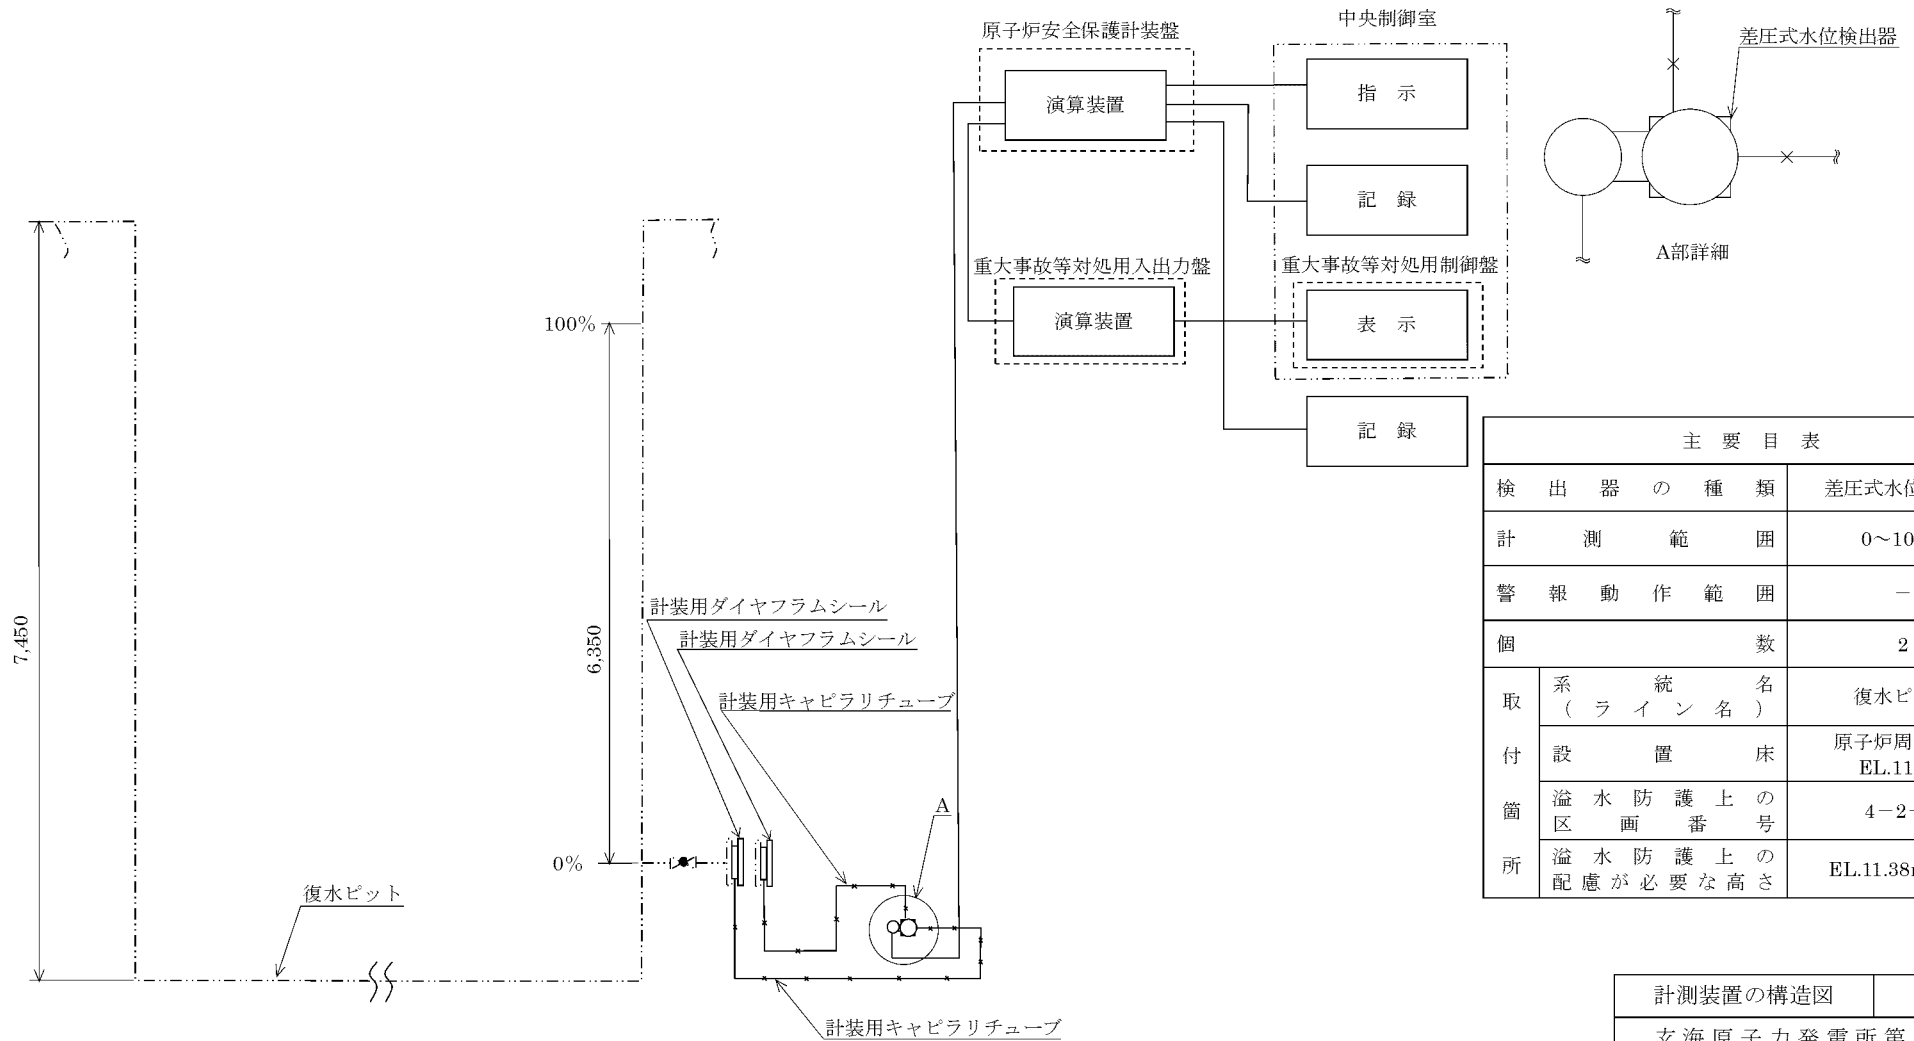 原子炉安全保護計装盤
中央制御室
差圧式水位検出器
演算装置
指 示
記 録
A部詳細
重大事故等対処用入出力盤
重大事故等対処用制御盤
演算装置
表 示
記 録
100%
7,450
6,350
0%
計装用ダイヤフラムシール
計装用ダイヤフラムシール
計装用キャピラリチューブ
A
復水ピット
計装用キャピラリチューブ
主 要 目 表
検 出 器 の 種 類 差圧式水位
計 測 範 囲 0~10
警 報 動 作 範 囲 -
個 数 2
取 付 箇 所
系 統 名
( ラ イ ン 名 )
復水ピ
設 置 床
原子炉周
EL.11
溢 水 防 護 上 の
区 画 番 号
4-2-
溢 水 防 護 上 の
配 慮 が 必 要 な 高 さ
EL.11.38
計測装置の構造図
玄 海 原 子 力 発 電 所 第